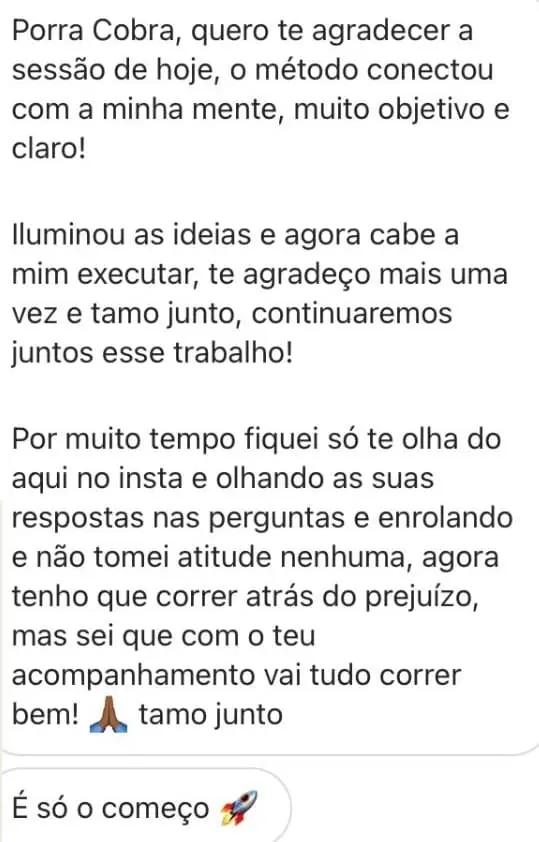 Porra Cobra, quero te agradecer a
sessão de hoje, o método conectou
com a minha mente, muito objetivo e
claro!
Iluminou as ideias e agora cabe a
mim executar, te agradeço mais uma
vez e tamo junto, continuaremos
juntos esse trabalho!
Por muito tempo fiquei só te olha do
aqui no insta e olhando as suas
respostas nas perguntas e enrolando
e não tomei atitude nenhuma, agora
tenho que correr atrás do prejuízo,
mas sei que com o teu
acompanhamento vai tudo correr
bem! 🙏🏾 tamo junto
É só o começo 🚀